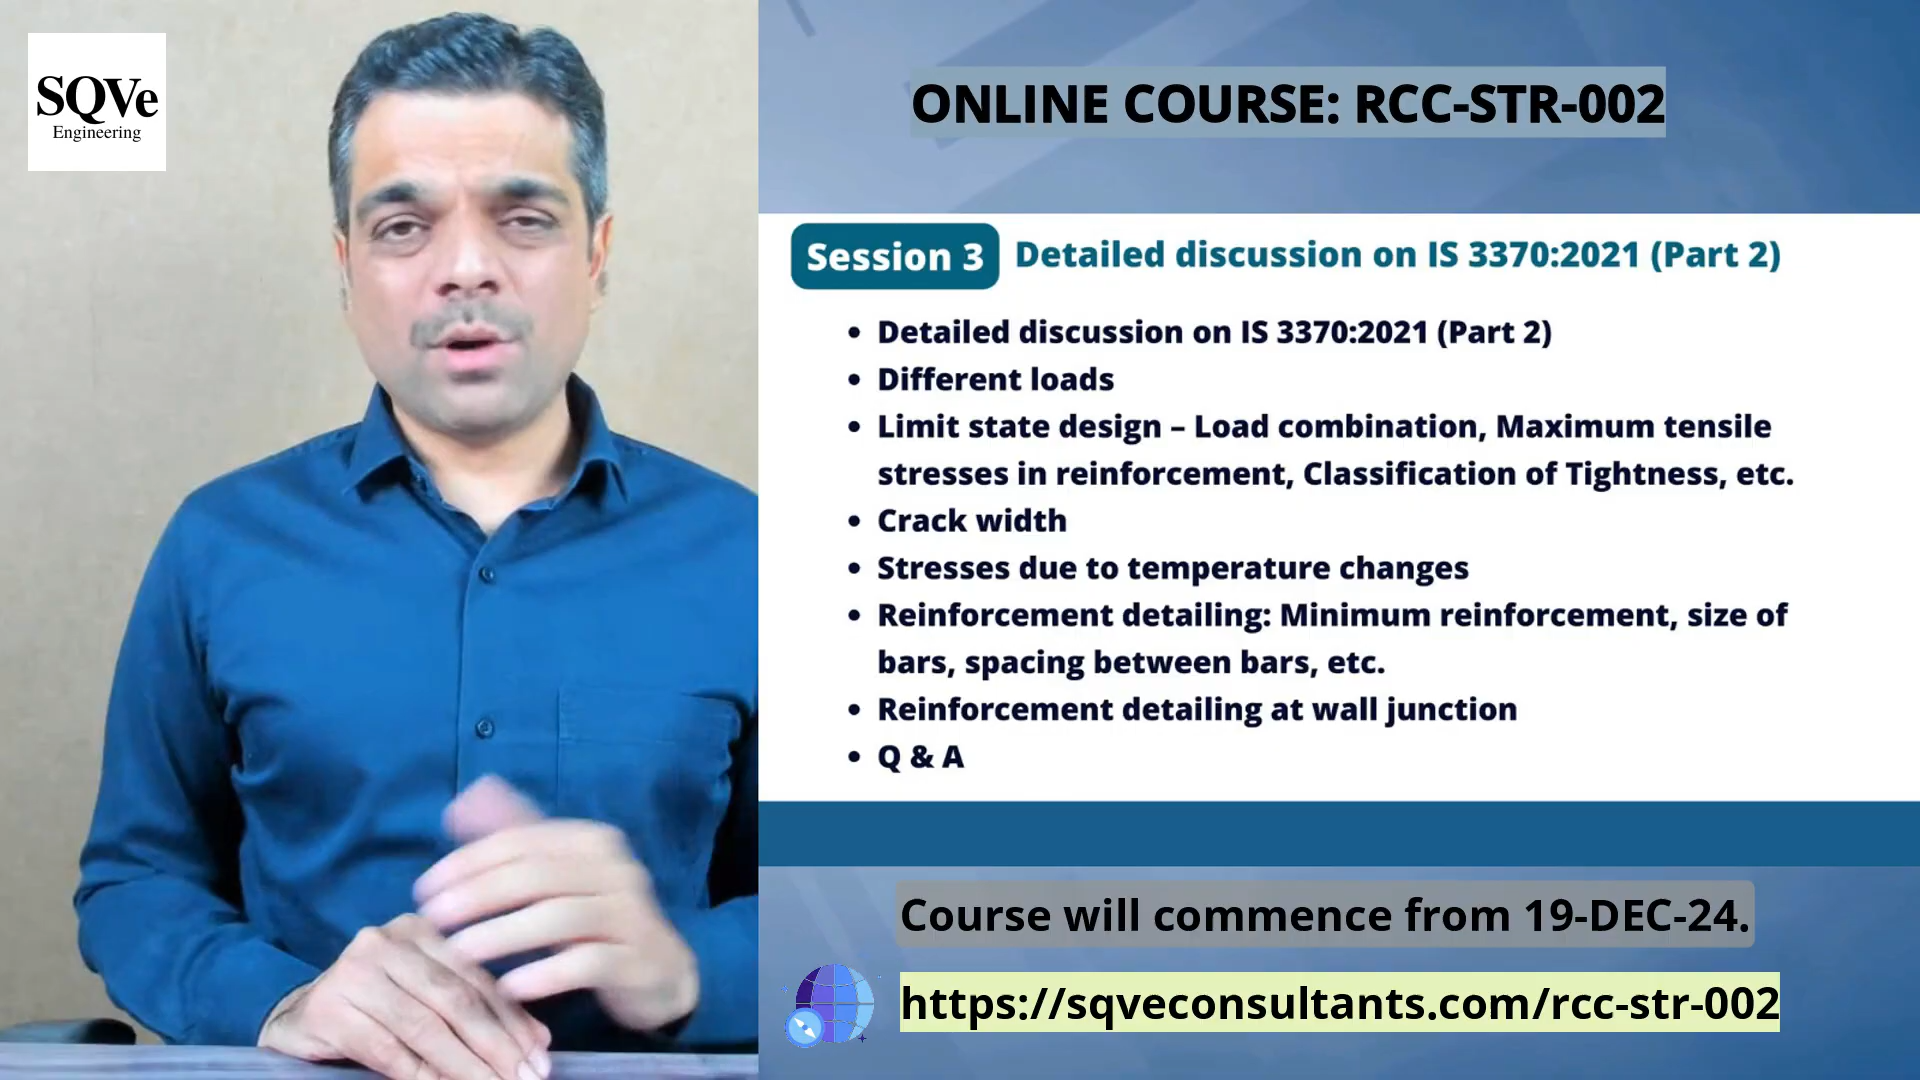 SQVe
Engineering
ONLINE COURSE: RCC-STR-002
Session 3 Detailed discussion on IS 3370:2021 (Part 2)
• Detailed discussion on IS 3370:2021 (Part 2)
• Different loads
• Limit state design – Load combination, Maximum tensile
stresses in reinforcement, Classification of Tightness, etc.
• Crack width
• Stresses due to temperature changes
• Reinforcement detailing: Minimum reinforcement, size of
bars, spacing between bars, etc.
• Reinforcement detailing at wall junction
• Q & A
Course will commence from 19-DEC-24.
https://sqveconsultants.com/rcc-str-002